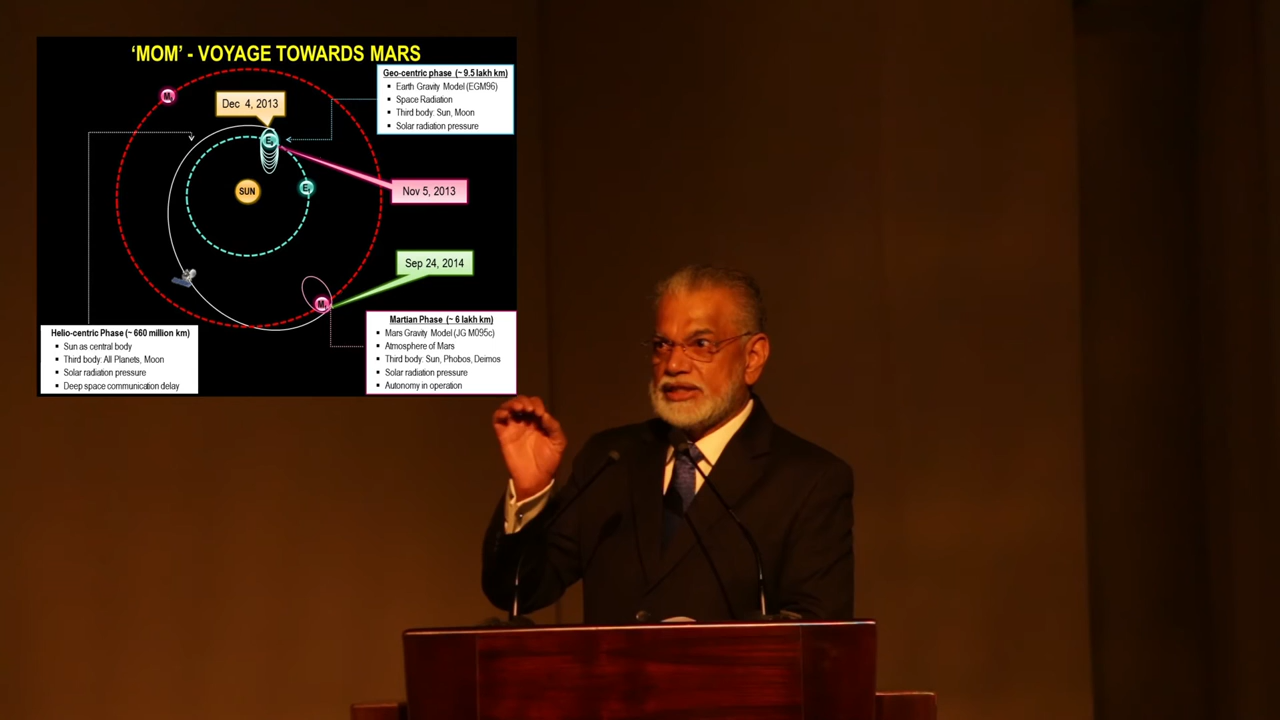 ‘MOM’ - VOYAGE TOWARDS MARS
Geo-centric phase (~ 9.5 lakh km)
▪ Earth Gravity Model (EGM96)
▪ Space Radiation
▪ Third body: Sun, Moon
▪ Solar radiation pressure
M
Dec 4, 2013
E
SUN
E
Nov 5, 2013
Sep 24, 2014
M
Helio-centric Phase (~ 660 million km)
▪ Sun as central body
▪ Third body: All Planets, Moon
▪ Solar radiation pressure
▪ Deep space communication delay
Martian Phase (~ 6 lakh km)
▪ Mars Gravity Model (JG M095c)
▪ Atmosphere of Mars
▪ Third body: Sun, Phobos, Deimos
▪ Solar radiation pressure
▪ Autonomy in operation